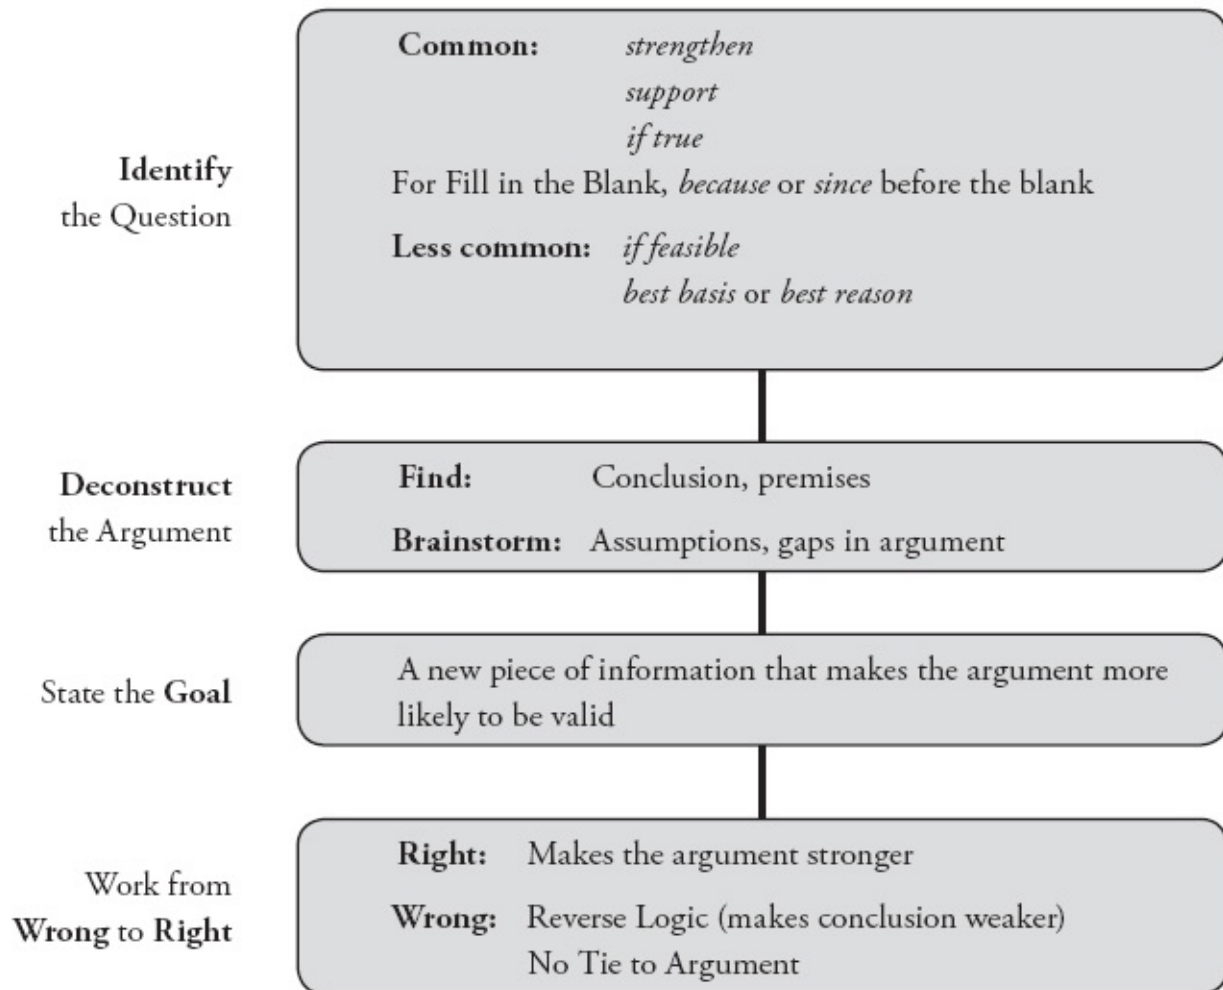 Identify
the Question
Common: strengthen
support
if true
For Fill in the Blank, because or since before the blank
Less common: if feasible
best basis or best reason
Deconstruct
the Argument
Find: Conclusion, premises
Brainstorm: Assumptions, gaps in argument
State the Goal
A new piece of information that makes the argument more
likely to be valid
Work from
Wrong to Right
Right: Makes the argument stronger
Wrong: Reverse Logic (makes conclusion weaker)
No Tie to Argument